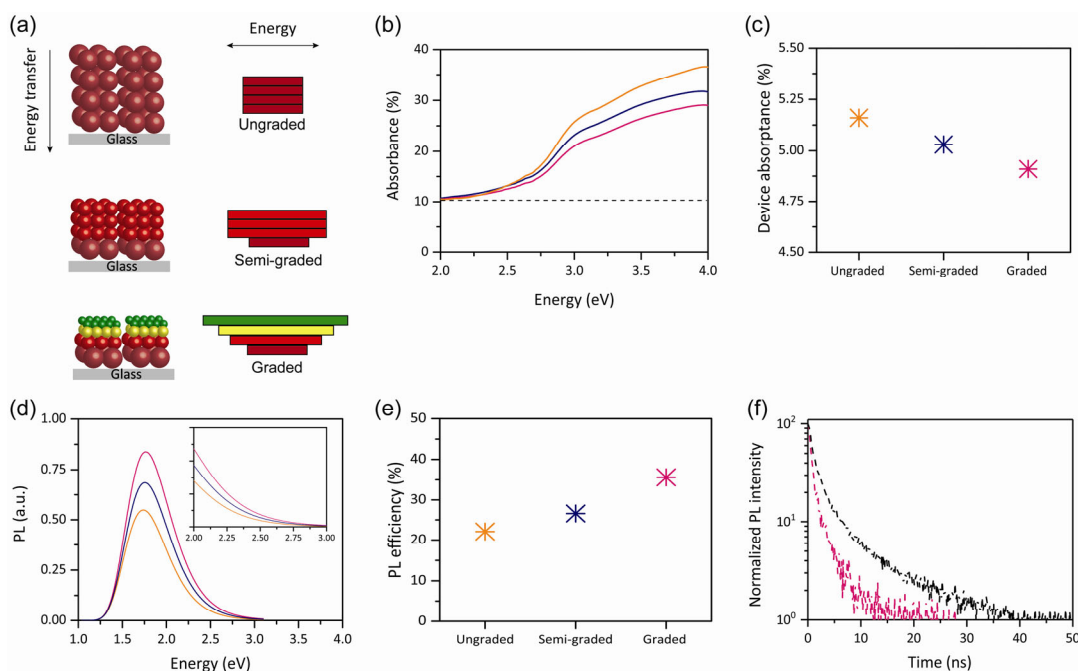 (a)
Energy transfer
Energy
Glass
Ungraded
Glass
Semi-graded
Glass
Graded
(b)
Absorbance (%)
40
30
20
10
0
2.0 2.5 3.0 3.5 4.0
Energy (eV)
(c)
Device absorptance (%)
5.50
5.25
5.00
4.75
4.50
Ungraded Semi-graded Graded
(d)
PL (a.u.)
1.00
0.75
0.50
0.25
0.00
2.00 2.25 2.50 2.75 3.00
1.0 1.5 2.0 2.5 3.0 3.5 4.0
Energy (eV)
(e)
PL efficiency (%)
50
40
30
20
10
0
Ungraded Semi-graded Graded
(f)
Normalized PL intensity
10²
10¹
10⁰
0 10 20 30 40 50
Time (ns)